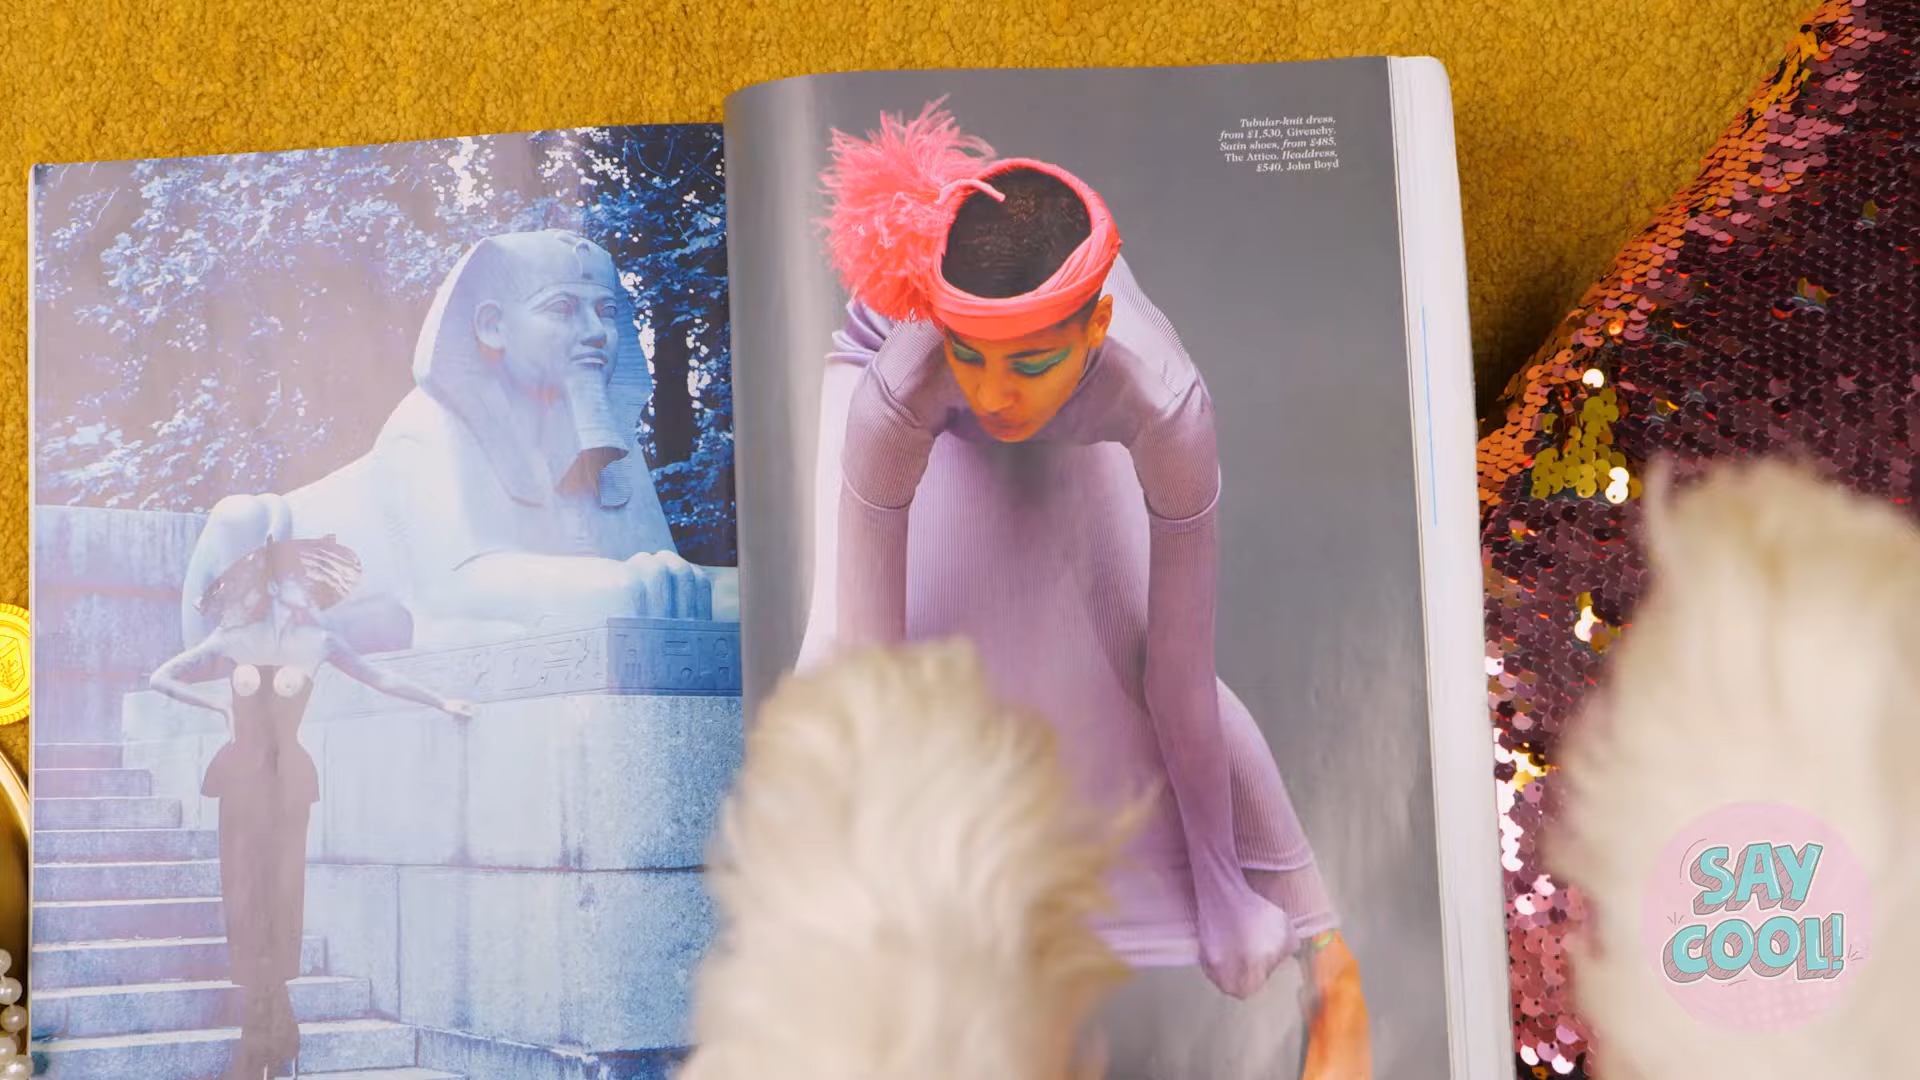 Tubular-knit dress,
from £1,530, Givenchy.
Satin shoes, from £485,
The Attico. Headdress,
£540, John Boyd
SAY
COOL!